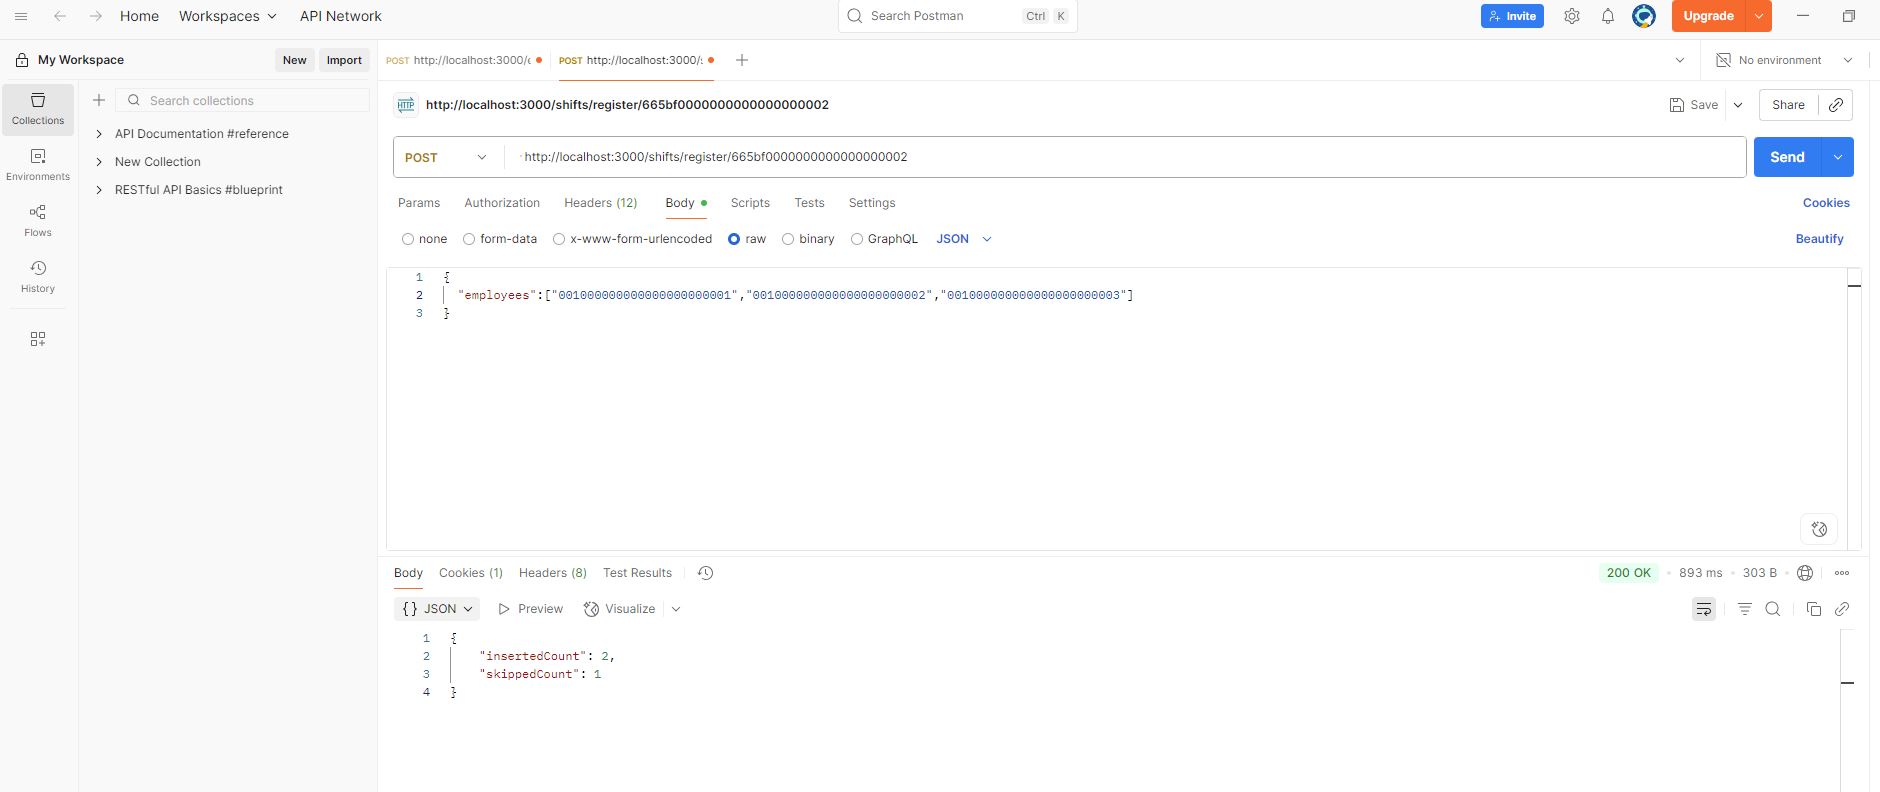 Home Workspaces API Network Search Postman Ctrl K Invite Upgrade
My Workspace New Import POST http://localhost:3000/ POST http://localhost:3000/ No environment
Search collections
Collections
Environments
Flows
History
API Documentation #reference
New Collection
RESTful API Basics #blueprint
HTTP http://localhost:3000/shifts/register/665bf0000000000000000002 Save Share
POST http://localhost:3000/shifts/register/665bf0000000000000000002 Send
Params Authorization Headers (12) Body Scripts Tests Settings Cookies
none form-data x-www-form-urlencoded raw binary GraphQL JSON Beautify
1 {
2 "employees":["001000000000000000000001","001000000000000000000002","001000000000000000000003"]
3 }
Body Cookies (1) Headers (8) Test Results 200 OK • 893 ms • 303 B
{} JSON Preview Visualize
1 {
2 "insertedCount": 2,
3 "skippedCount": 1
4 }